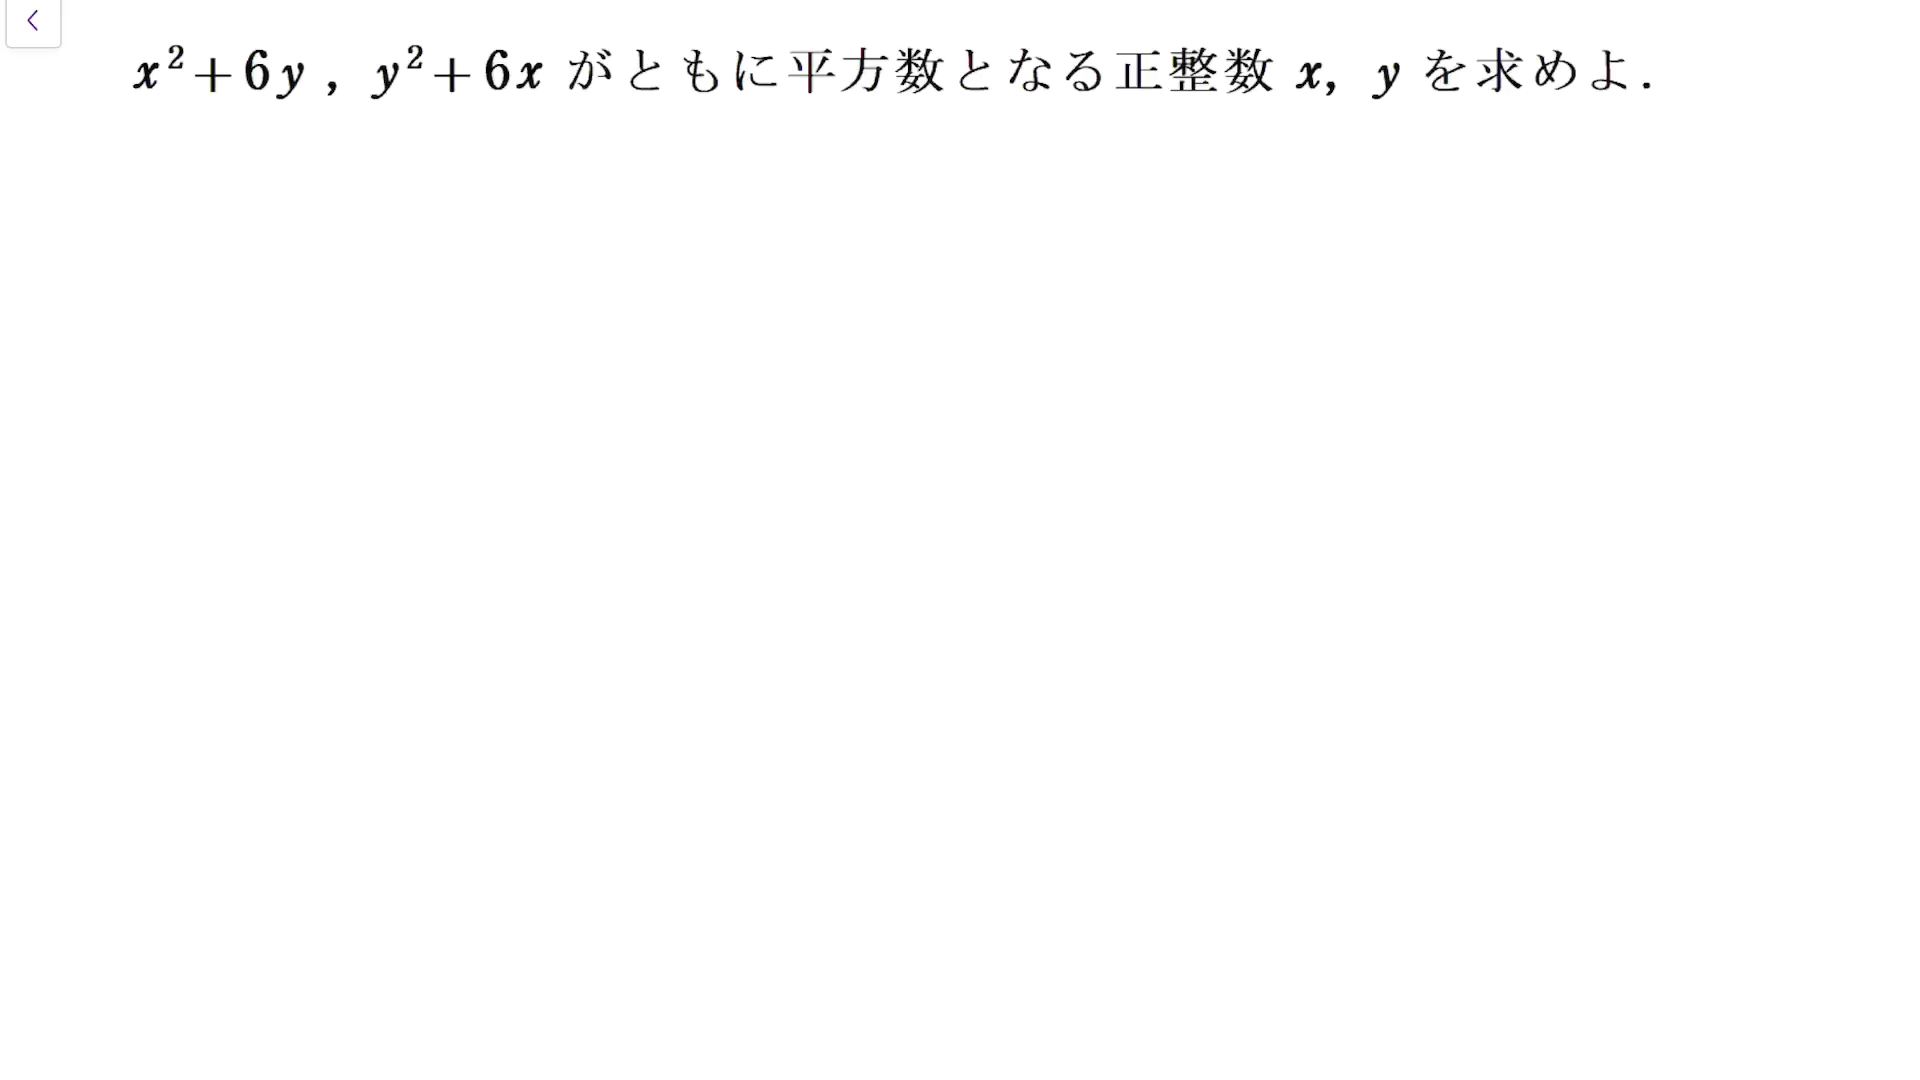 x²+6y , y²+6x がともに平方数となる正整数 x, y を求めよ.